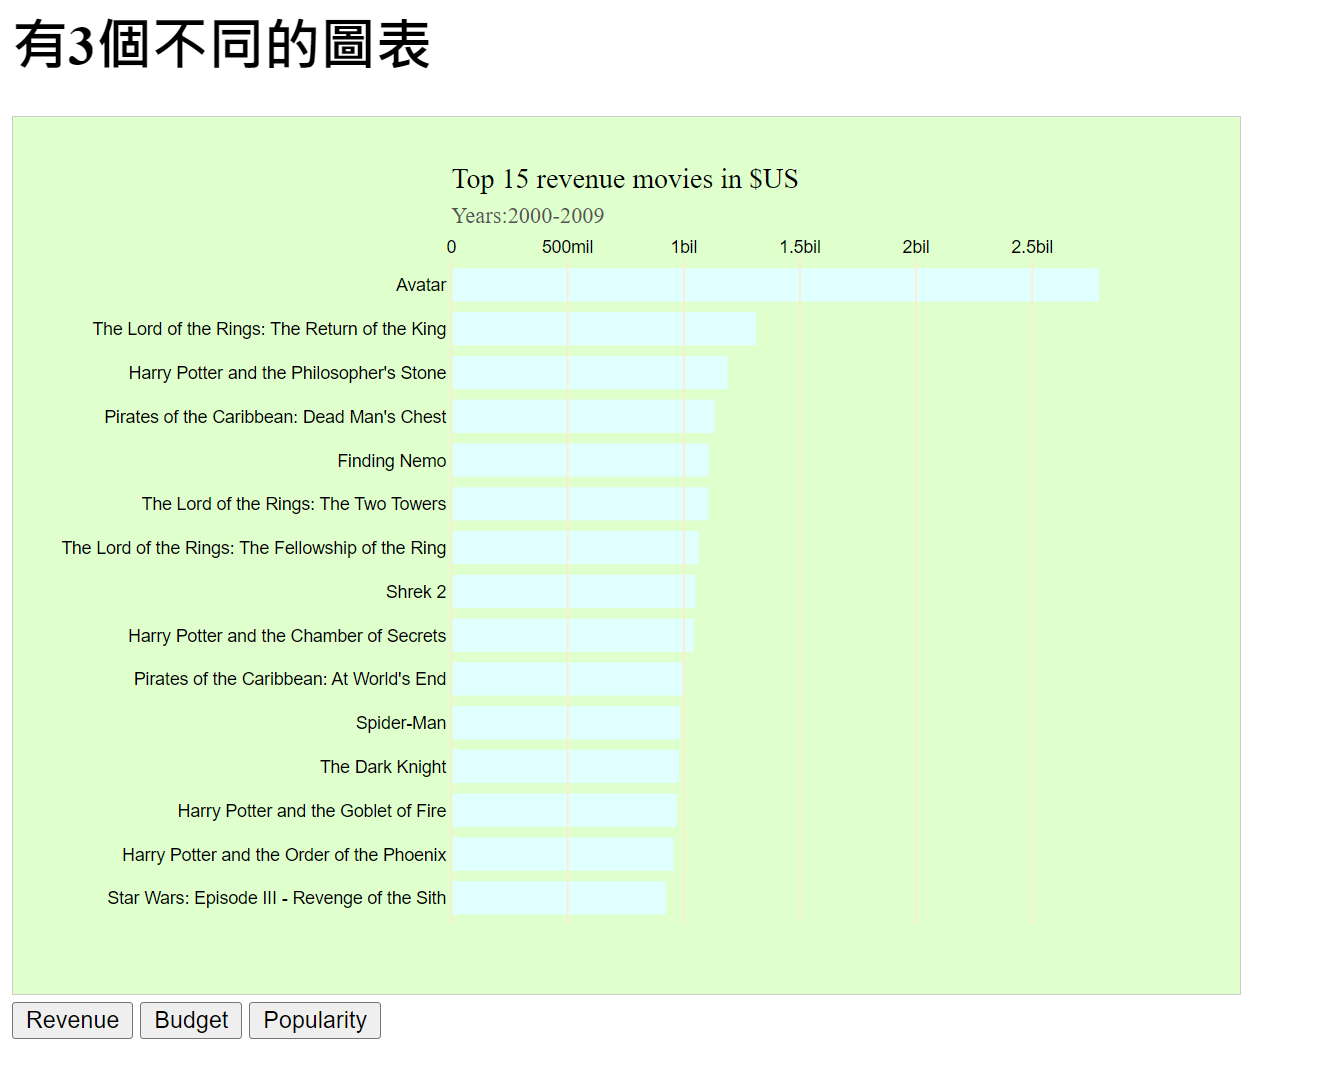 有3個不同的圖表
Top 15 revenue movies in $US
Years:2000-2009
0 500mil 1bil 1.5bil 2bil 2.5bil
Avatar
The Lord of the Rings: The Return of the King
Harry Potter and the Philosopher's Stone
Pirates of the Caribbean: Dead Man's Chest
Finding Nemo
The Lord of the Rings: The Two Towers
The Lord of the Rings: The Fellowship of the Ring
Shrek 2
Harry Potter and the Chamber of Secrets
Pirates of the Caribbean: At World's End
Spider-Man
The Dark Knight
Harry Potter and the Goblet of Fire
Harry Potter and the Order of the Phoenix
Star Wars: Episode III - Revenge of the Sith
Revenue Budget Popularity